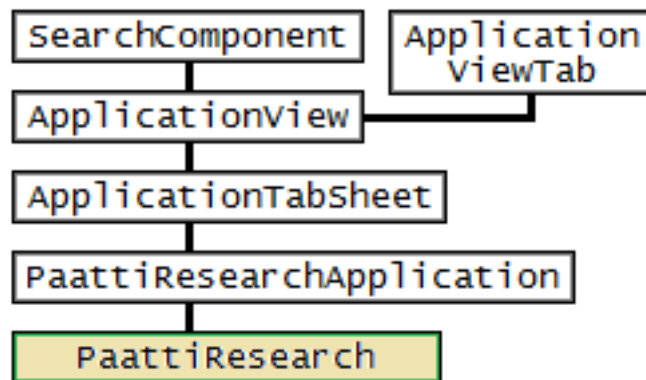 SearchComponent
Application
ViewTab
ApplicationView
ApplicationTabSheet
PaattiResearchApplication
PaattiResearch